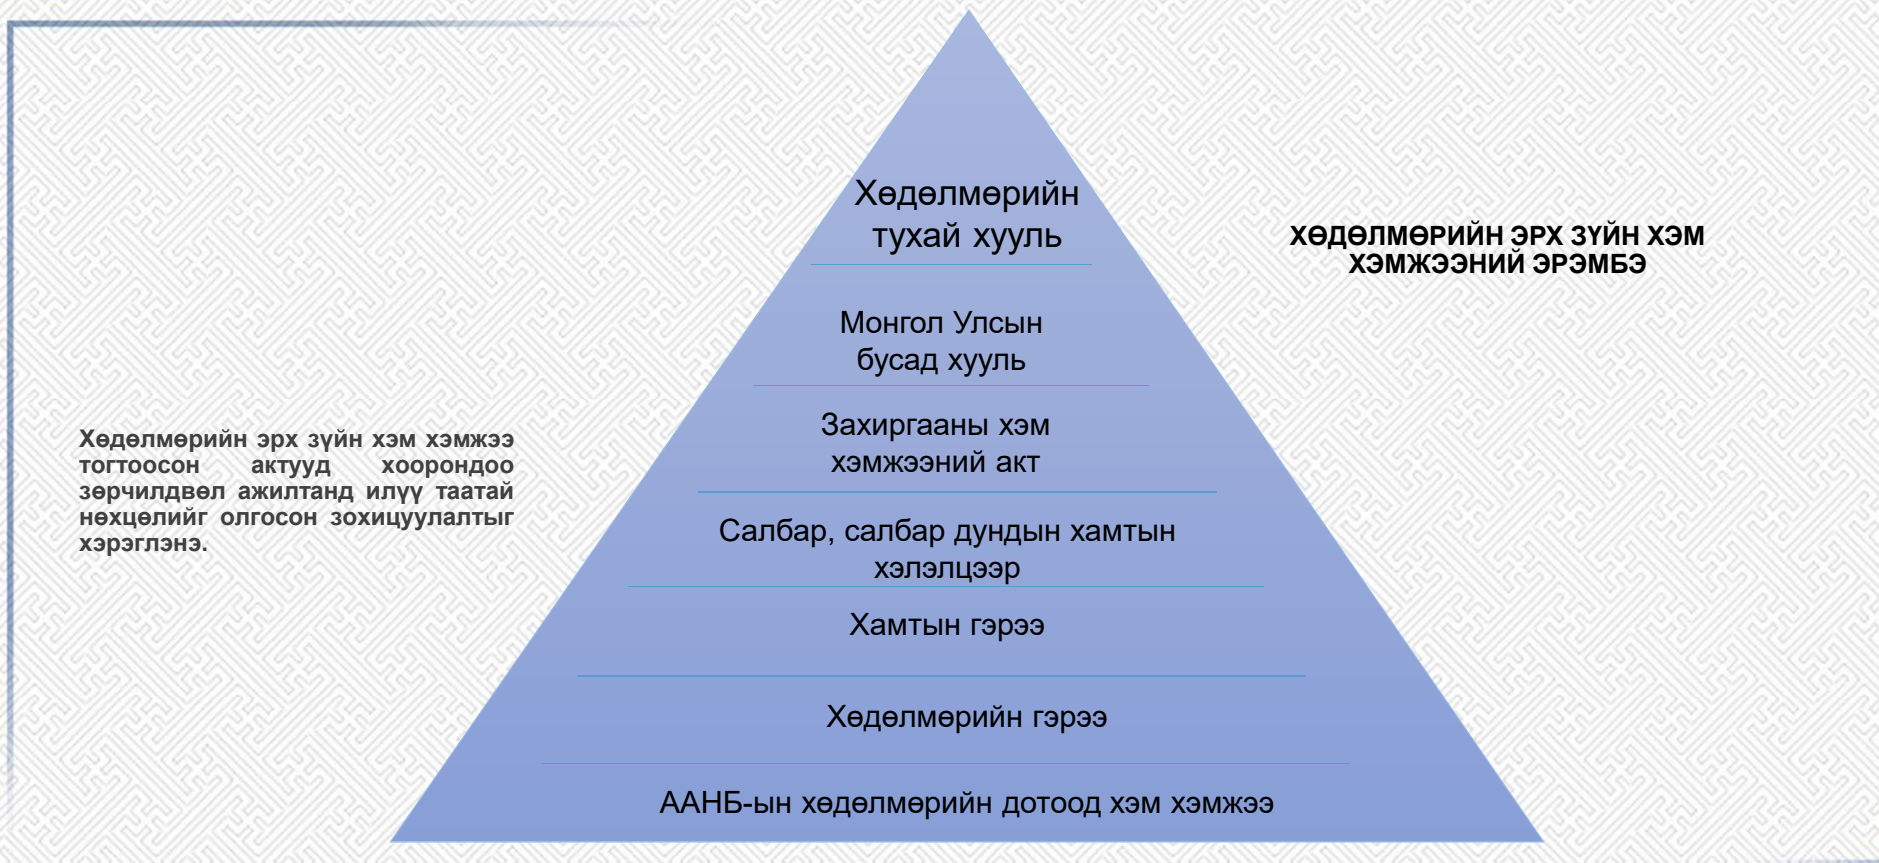 Хөдөлмөрийн
тухай хууль
ХӨДӨЛМӨРИЙН ЭРХ ЗҮЙН ХЭМ
ХЭМЖЭЭНИЙ ЭРЭМБЭ
Монгол Улсын
бусад хууль
Захиргааны хэм
хэмжээний акт
Хөдөлмөрийн эрх зүйн хэм хэмжээ
тогтоосон актууд хоорондоо
зөрчилдвөл ажилтанд илүү таатай
нөхцөлийг олгосон зохицуулалтыг
хэрэглэнэ.
Салбар, салбар дундын хамтын
хэлэлцээр
Хамтын гэрээ
Хөдөлмөрийн гэрээ
ААНБ-ын хөдөлмөрийн дотоод хэм хэмжээ